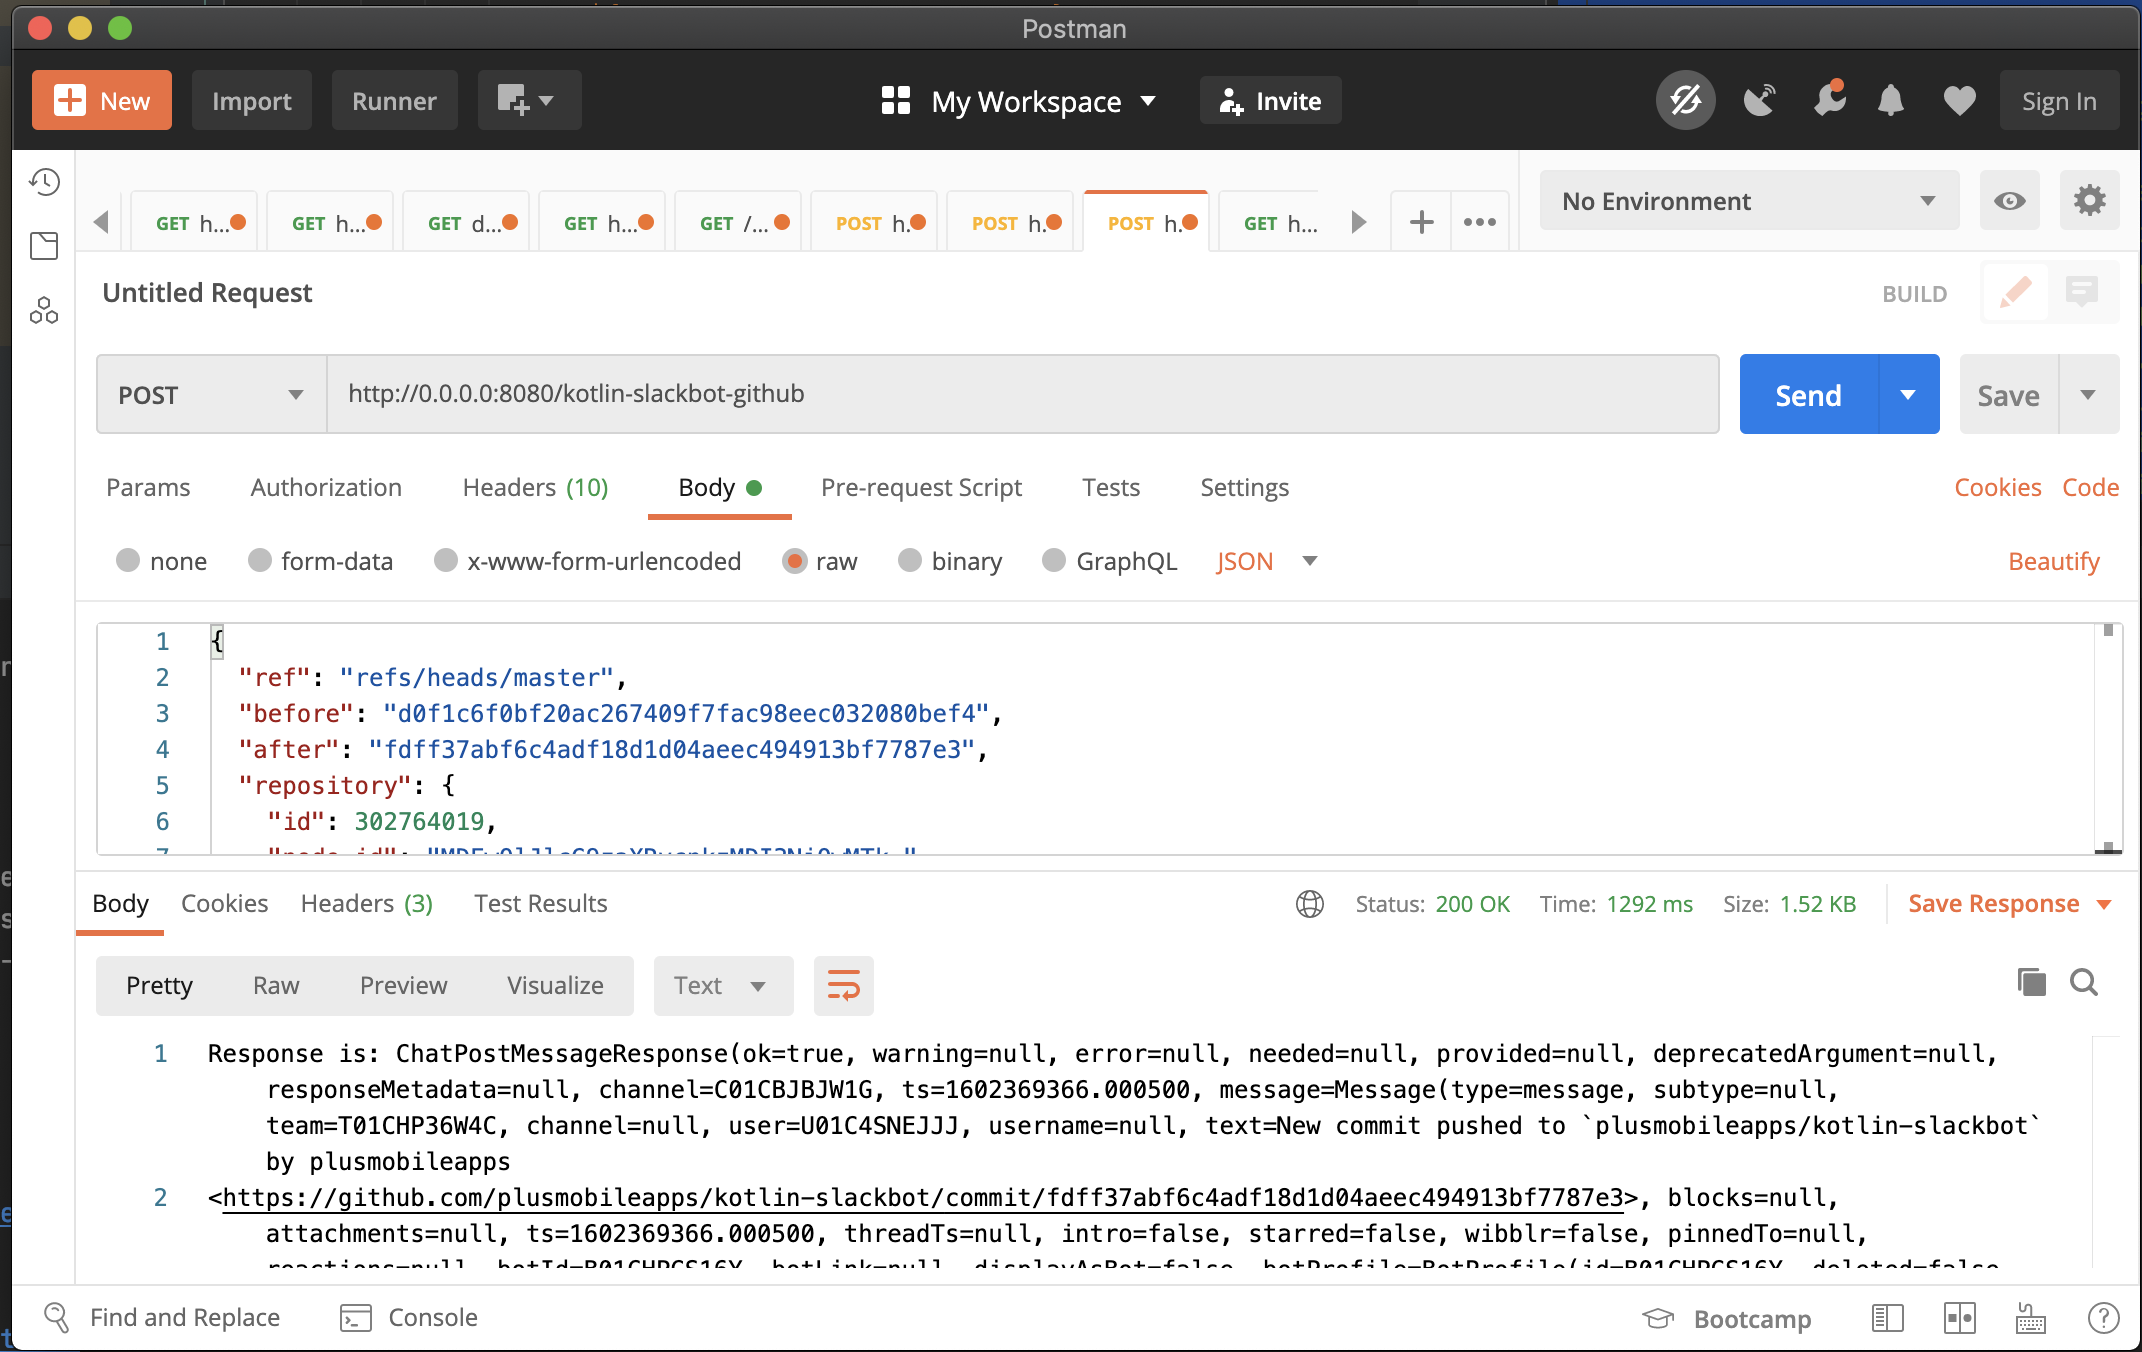 Postman
New
Import
Runner
My Workspace
Invite
Sign In
GET h...
GET h...
GET d...
GET h...
GET /...
POST h.
POST h.
POST h.
GET h...
No Environment
Untitled Request
BUILD
POST
http://0.0.0.0:8080/kotlin-slackbot-github
Send
Save
Params
Authorization
Headers (10)
Body
Pre-request Script
Tests
Settings
Cookies
Code
none
form-data
x-www-form-urlencoded
raw
binary
GraphQL
JSON
Beautify
1 {
2 "ref": "refs/heads/master",
3 "before": "d0f1c6f0bf20ac267409f7fac98eec032080bef4",
4 "after": "fdff37abf6c4adf18d1d04aeec494913bf7787e3",
5 "repository": {
6 "id": 302764019,
Body
Cookies
Headers (3)
Test Results
Status: 200 OK
Time: 1292 ms
Size: 1.52 KB
Save Response
Pretty
Raw
Preview
Visualize
Text
1 Response is: ChatPostMessageResponse(ok=true, warning=null, error=null, needed=null, provided=null, deprecatedArgument=null,
responseMetadata=null, channel=C01CBJBJW1G, ts=1602369366.000500, message=Message(type=message, subtype=null,
team=T01CHP36W4C, channel=null, user=U01C4SNEJJJ, username=null, text=New commit pushed to `plusmobileapps/kotlin-slackbot`
by plusmobileapps
2 <https://github.com/plusmobileapps/kotlin-slackbot/commit/fdff37abf6c4adf18d1d04aeec494913bf7787e3>, blocks=null,
attachments=null, ts=1602369366.000500, threadTs=null, intro=false, starred=false, wibblr=false, pinnedTo=null,
Find and Replace
Console
Bootcamp